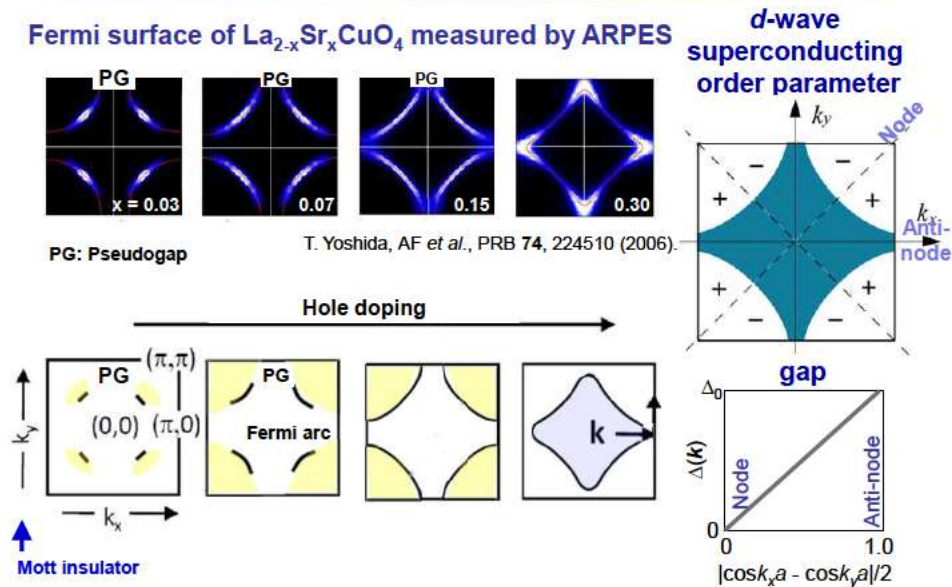 Fermi surface of La2-xSrxCuO4 measured by ARPES
PG
PG
PG
x = 0.03
0.07
0.15
0.30
PG: Pseudogap
T. Yoshida, AF et al., PRB 74, 224510 (2006).
Hole doping
PG
(π,π)
(0,0)
(π,0)
ky
kx
PG
Fermi arc
k
Mott insulator
d-wave
superconducting
order parameter
ky
Node
− −
+ +
kx
Anti-
node
+ +
− −
gap
Δ0
Δ(k)
Node
Anti-node
0
0
1.0
|coskxa - coskya|/2